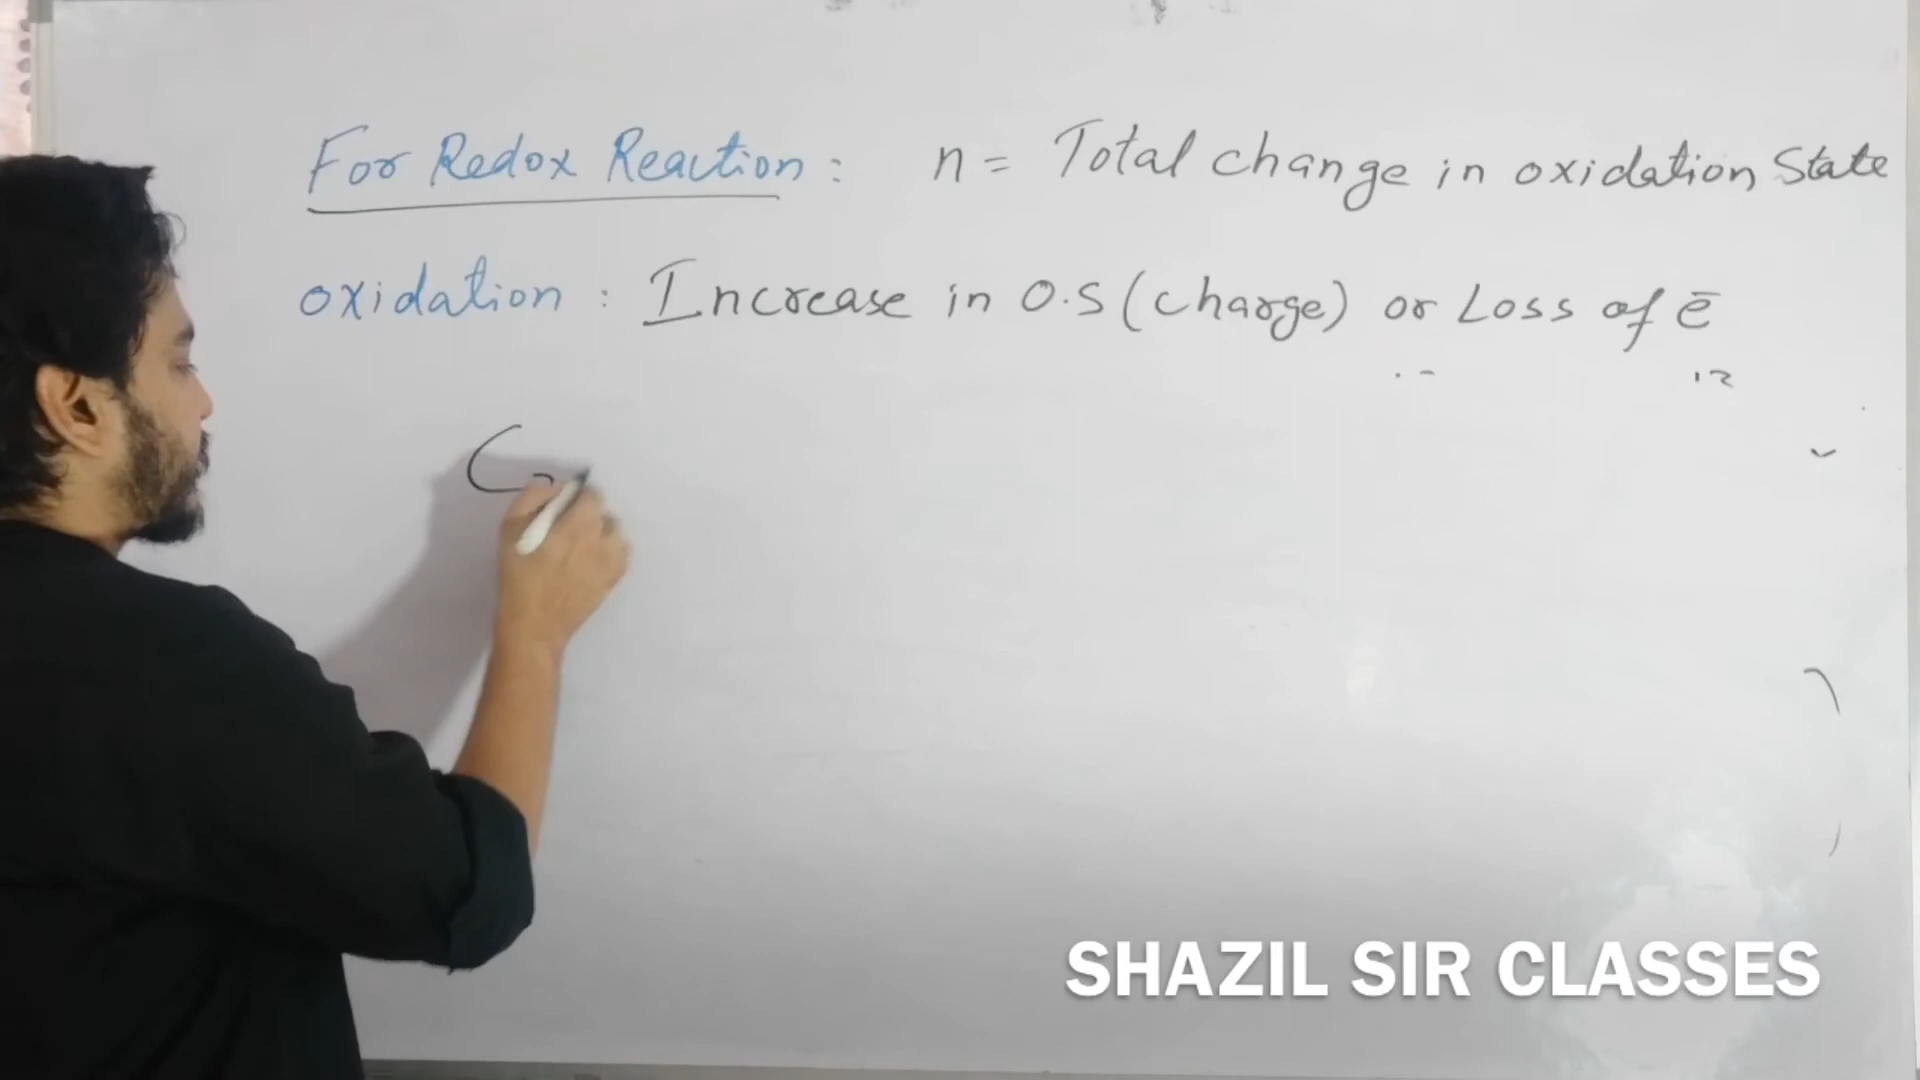 For Redox Reaction : n = Total change in oxidation State
oxidation : Increase in O.S (charge) or Loss of ē
C
SHAZIL SIR CLASSES